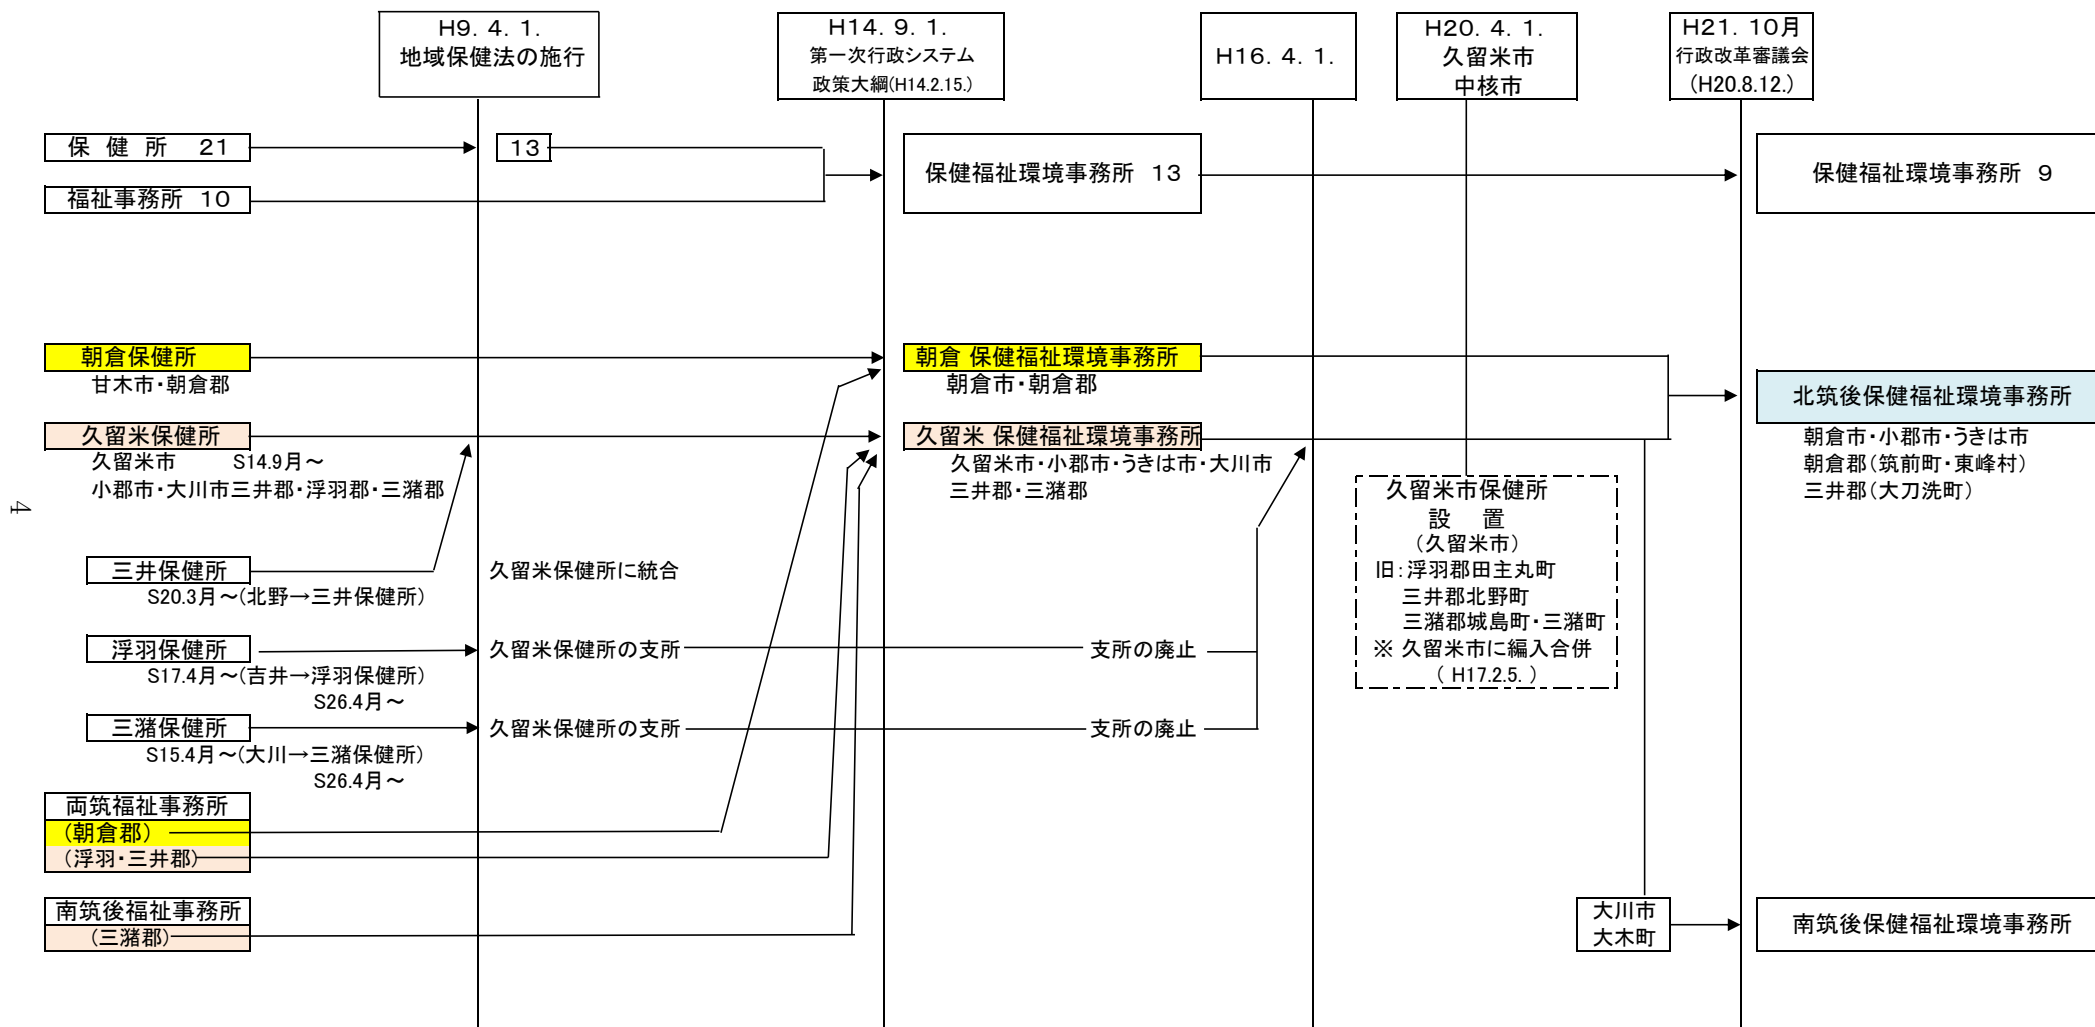 H9. 4. 1.
地域保健法の施行
H14. 9. 1.
第一次行政システム
政策大綱(H14.2.15.)
H16. 4. 1.
H20. 4. 1.
久留米市
中核市
H21. 10月
行政改革審議会
(H20.8.12.)
保 健 所 21
13
福祉事務所 10
保健福祉環境事務所 13
保健福祉環境事務所 9
朝倉保健所
甘木市・朝倉郡
朝倉 保健福祉環境事務所
朝倉市・朝倉郡
久留米保健所
久留米市 S14.9月～
小郡市・大川市三井郡・浮羽郡・三潴郡
久留米 保健福祉環境事務所
久留米市・小郡市・うきは市・大川市
三井郡・三潴郡
北筑後保健福祉環境事務所
朝倉市・小郡市・うきは市
朝倉郡(筑前町・東峰村)
三井郡(大刀洗町)
久留米市保健所
設 置
(久留米市)
旧:浮羽郡田主丸町
三井郡北野町
三潴郡城島町・三潴町
※ 久留米市に編入合併
( H17.2.5. )
三井保健所
S20.3月～(北野→三井保健所)
久留米保健所に統合
浮羽保健所
S17.4月～(吉井→浮羽保健所)
S26.4月～
久留米保健所の支所
支所の廃止
三潴保健所
S15.4月～(大川→三潴保健所)
S26.4月～
久留米保健所の支所
支所の廃止
両筑福祉事務所
(朝倉郡)
(浮羽・三井郡)
南筑後福祉事務所
(三潴郡)
大川市
大木町
南筑後保健福祉環境事務所
4